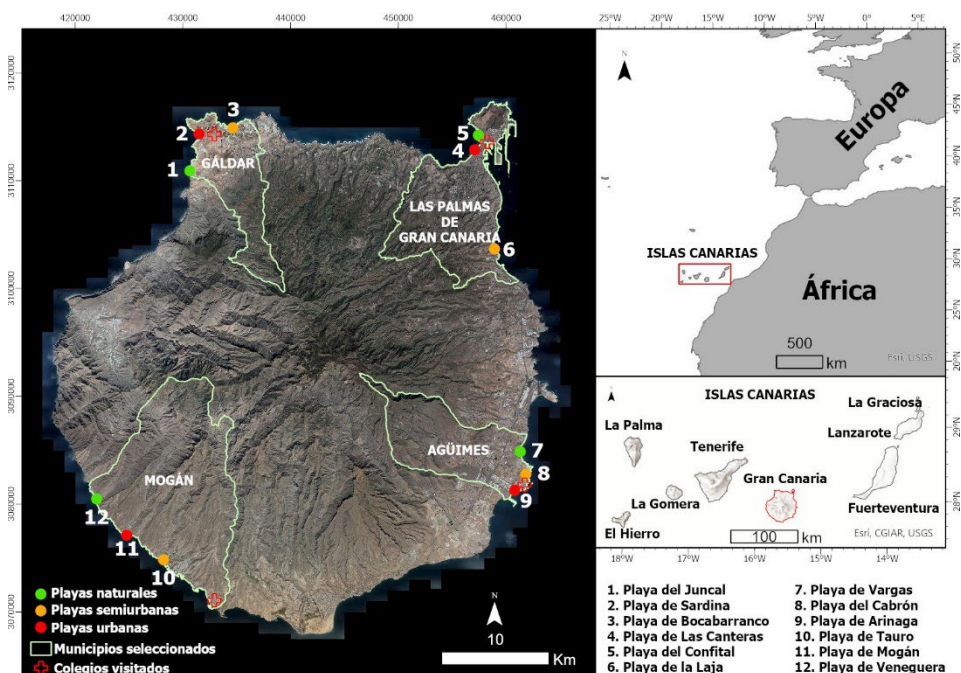 420000
430000
440000
450000
460000
3120000
3110000
3100000
3090000
3080000
3070000
3
2
1
GÁLDAR
5
4
LAS PALMAS
DE
GRAN CANARIA
6
AGÜIMES
7
8
9
MOGÁN
12
11
10
Playas naturales
Playas semiurbanas
Playas urbanas
Municipios seleccionados
Colegios visitados
N
10
Km
25°W
20°W
15°W
10°W
5°W
0°
5°E
N
Europa
ISLAS CANARIAS
África
500
km
Esri, USGS
50°N
45°N
40°N
35°N
30°N
25°N
20°N
N
ISLAS CANARIAS
La Graciosa
La Palma
Lanzarote
Tenerife
Gran Canaria
La Gomera
Fuerteventura
El Hierro
100
km
Esri, CGIAR, USGS
29°N
28°N
18°W
17°W
16°W
15°W
14°W
1. Playa del Juncal
2. Playa de Sardina
3. Playa de Bocabarranco
4. Playa de Las Canteras
5. Playa del Confital
6. Playa de la Laja
7. Playa de Vargas
8. Playa del Cabrón
9. Playa de Arinaga
10. Playa de Tauro
11. Playa de Mogán
12. Playa de Veneguera